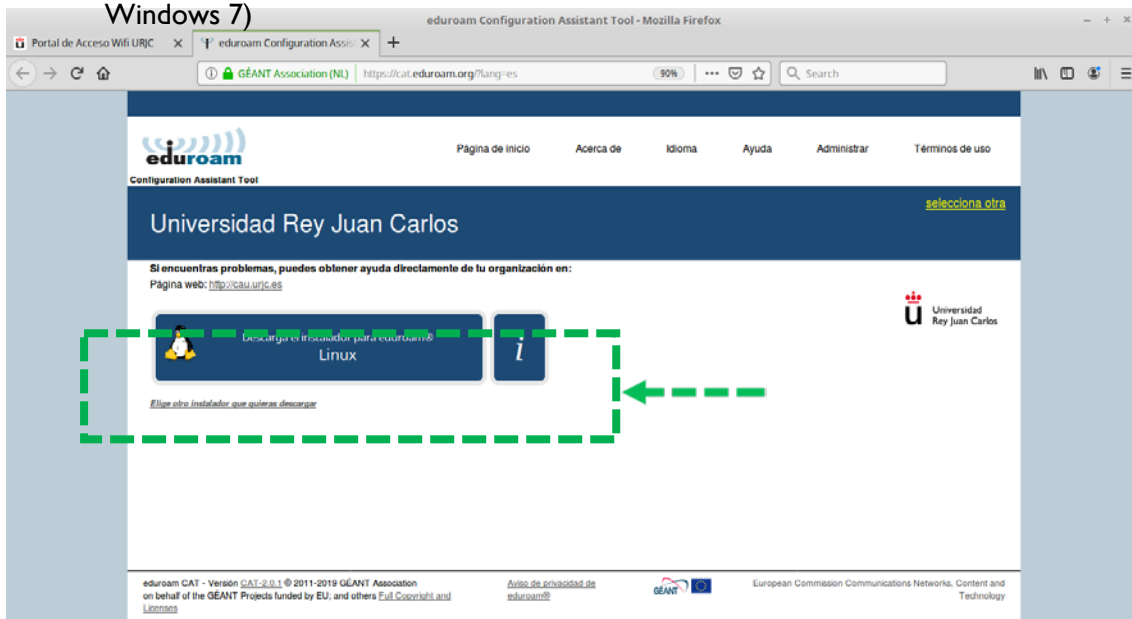 Windows 7)
eduroam Configuration Assistant Tool - Mozilla Firefox
Portal de Acceso Wifi URJC
eduroam Configuration Assis
GÉANT Association (NL)
https://cat.eduroam.org/?lang=es
90%
Search
eduroam
Configuration Assistant Tool
Página de inicio
Acerca de
Idioma
Ayuda
Administrar
Términos de uso
Universidad Rey Juan Carlos
selecciona otra
Si encuentras problemas, puedes obtener ayuda directamente de tu organización en:
Página web: http://cau.urjc.es
Universidad
Rey Juan Carlos
Descarga el instalador para eduroam®
Linux
i
Elige otro instalador que quieras descargar
eduroam CAT - Versión CAT-2.0.1 © 2011-2019 GÉANT Association
on behalf of the GÉANT Projects funded by EU; and others Full Copyright and
Licenses
Aviso de privacidad de
eduroam®
GÉANT
European Commission Communications Networks, Content and
Technology